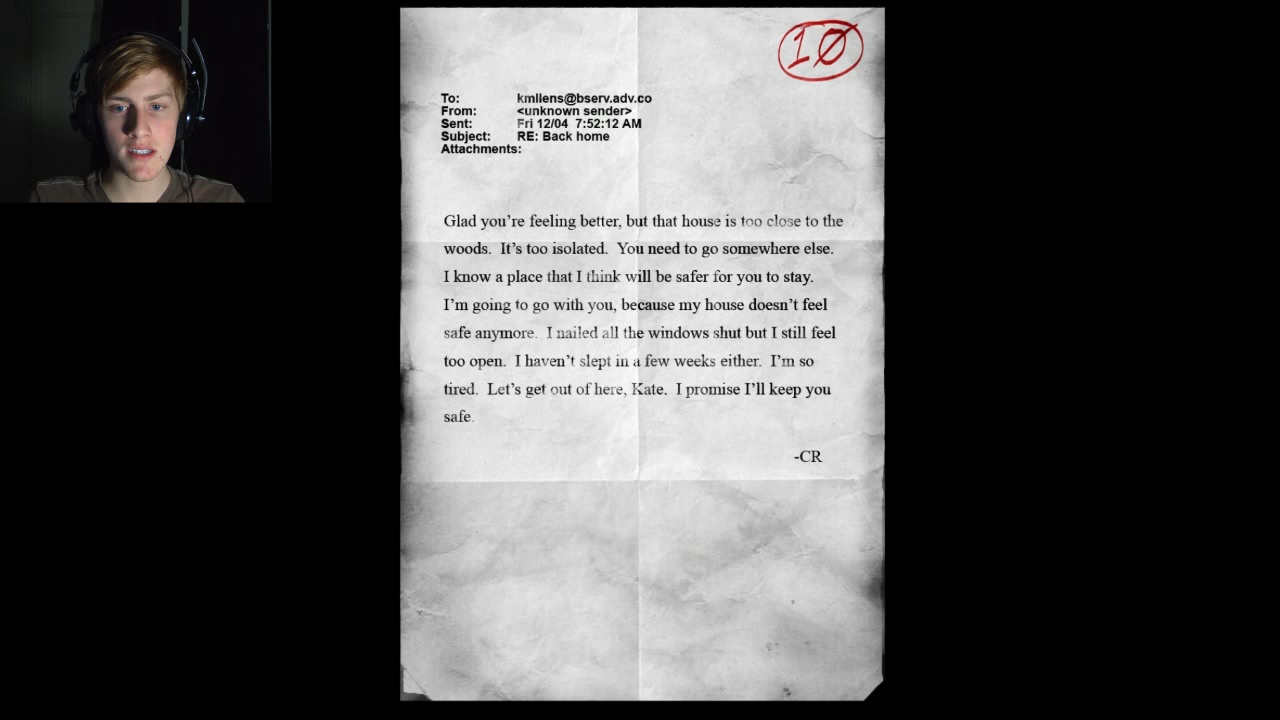 10
To: kmllens@bserv.adv.co
From: <unknown sender>
Sent: Fri 12/04 7:52:12 AM
Subject: RE: Back home
Attachments:
Glad you’re feeling better, but that house is too close to the
woods. It’s too isolated. You need to go somewhere else.
I know a place that I think will be safer for you to stay.
I’m going to go with you, because my house doesn’t feel
safe anymore. I nailed all the windows shut but I still feel
too open. I haven’t slept in a few weeks either. I’m so
tired. Let’s get out of here, Kate. I promise I’ll keep you
safe.
-CR